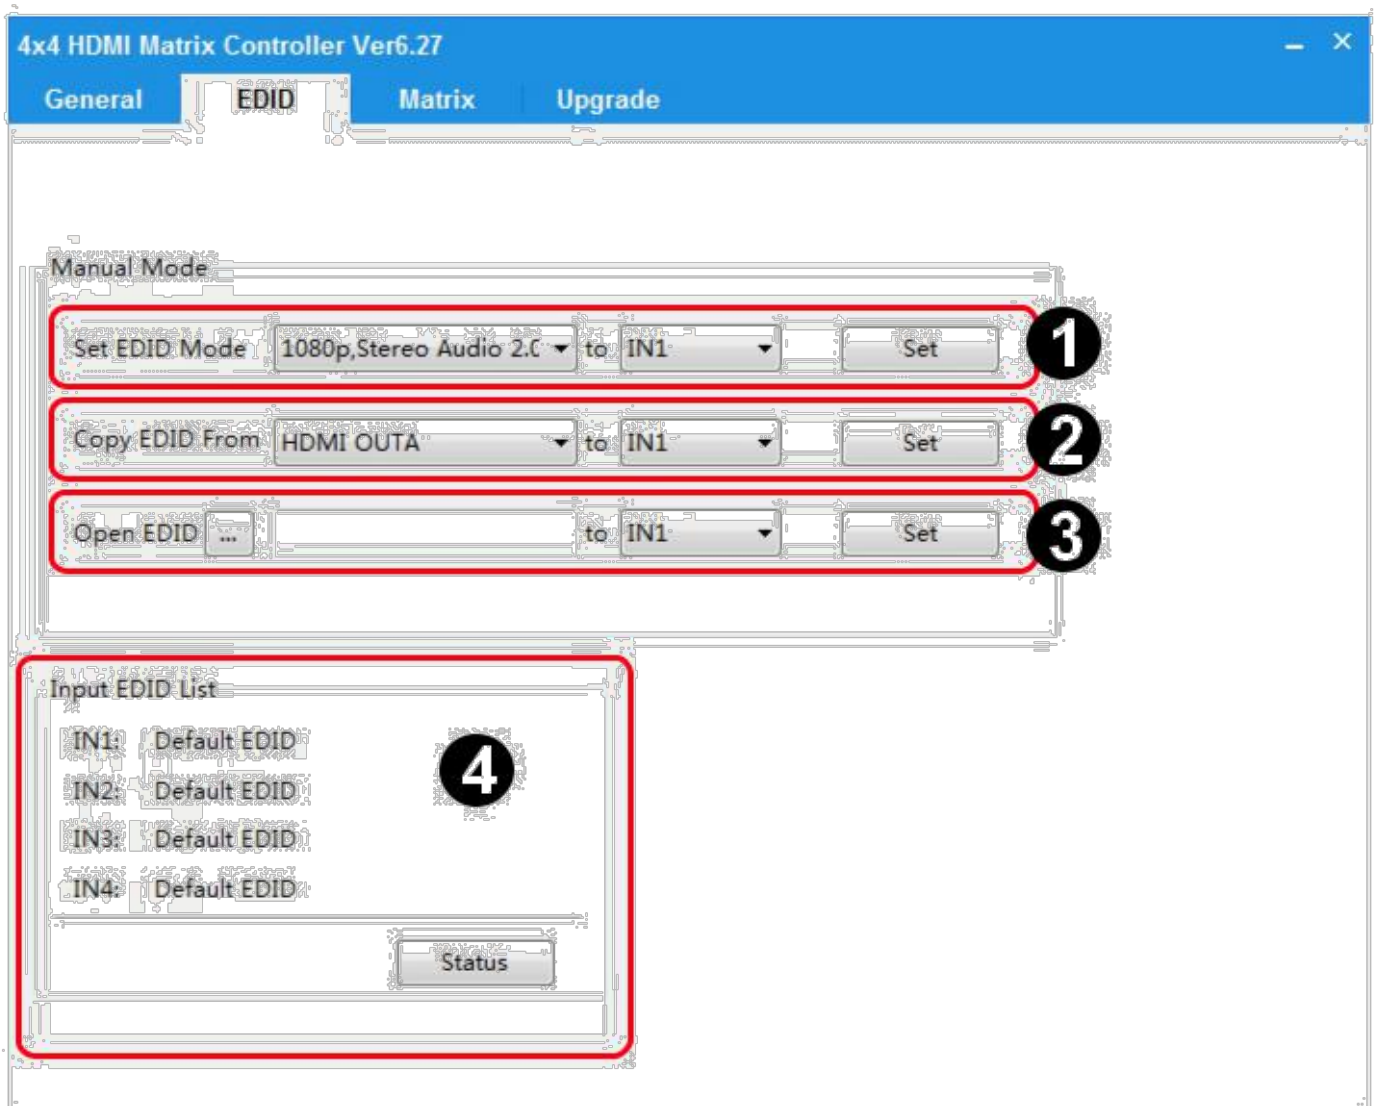 4x4 HDMI Matrix Controller Ver6.27
General EDID Matrix Upgrade
Manual Mode
Set EDID Mode 1080p,Stereo Audio 2.0 to IN1 Set 1
Copy EDID From HDMI OUTA to IN1 Set 2
Open EDID ... to IN1 Set 3
Input EDID List
IN1: Default EDID
IN2: Default EDID
4
IN3: Default EDID
IN4: Default EDID
Status